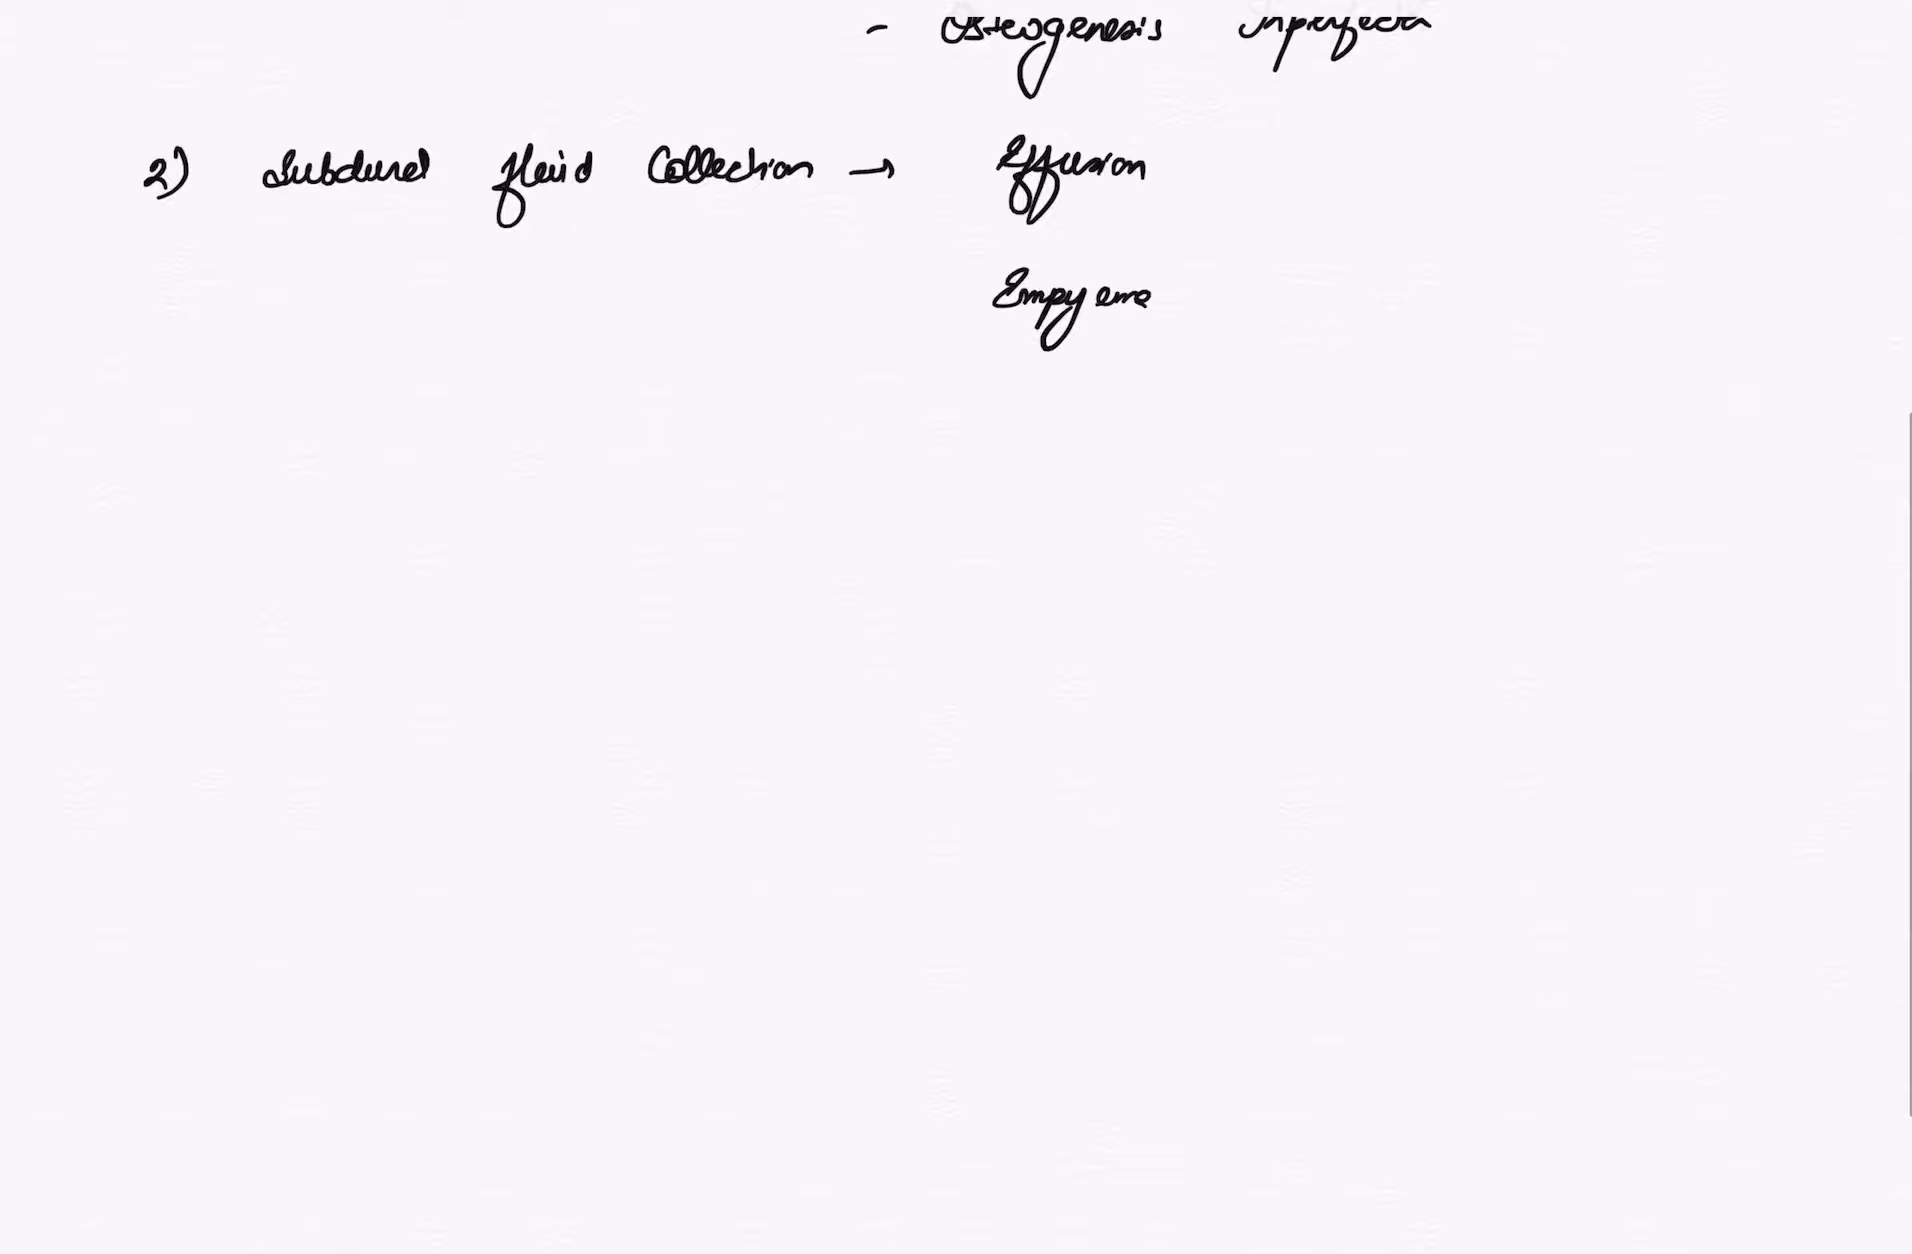 - Osteogenesis Imperfecta
2) Subdural fluid Collection → Effusion
Empyema